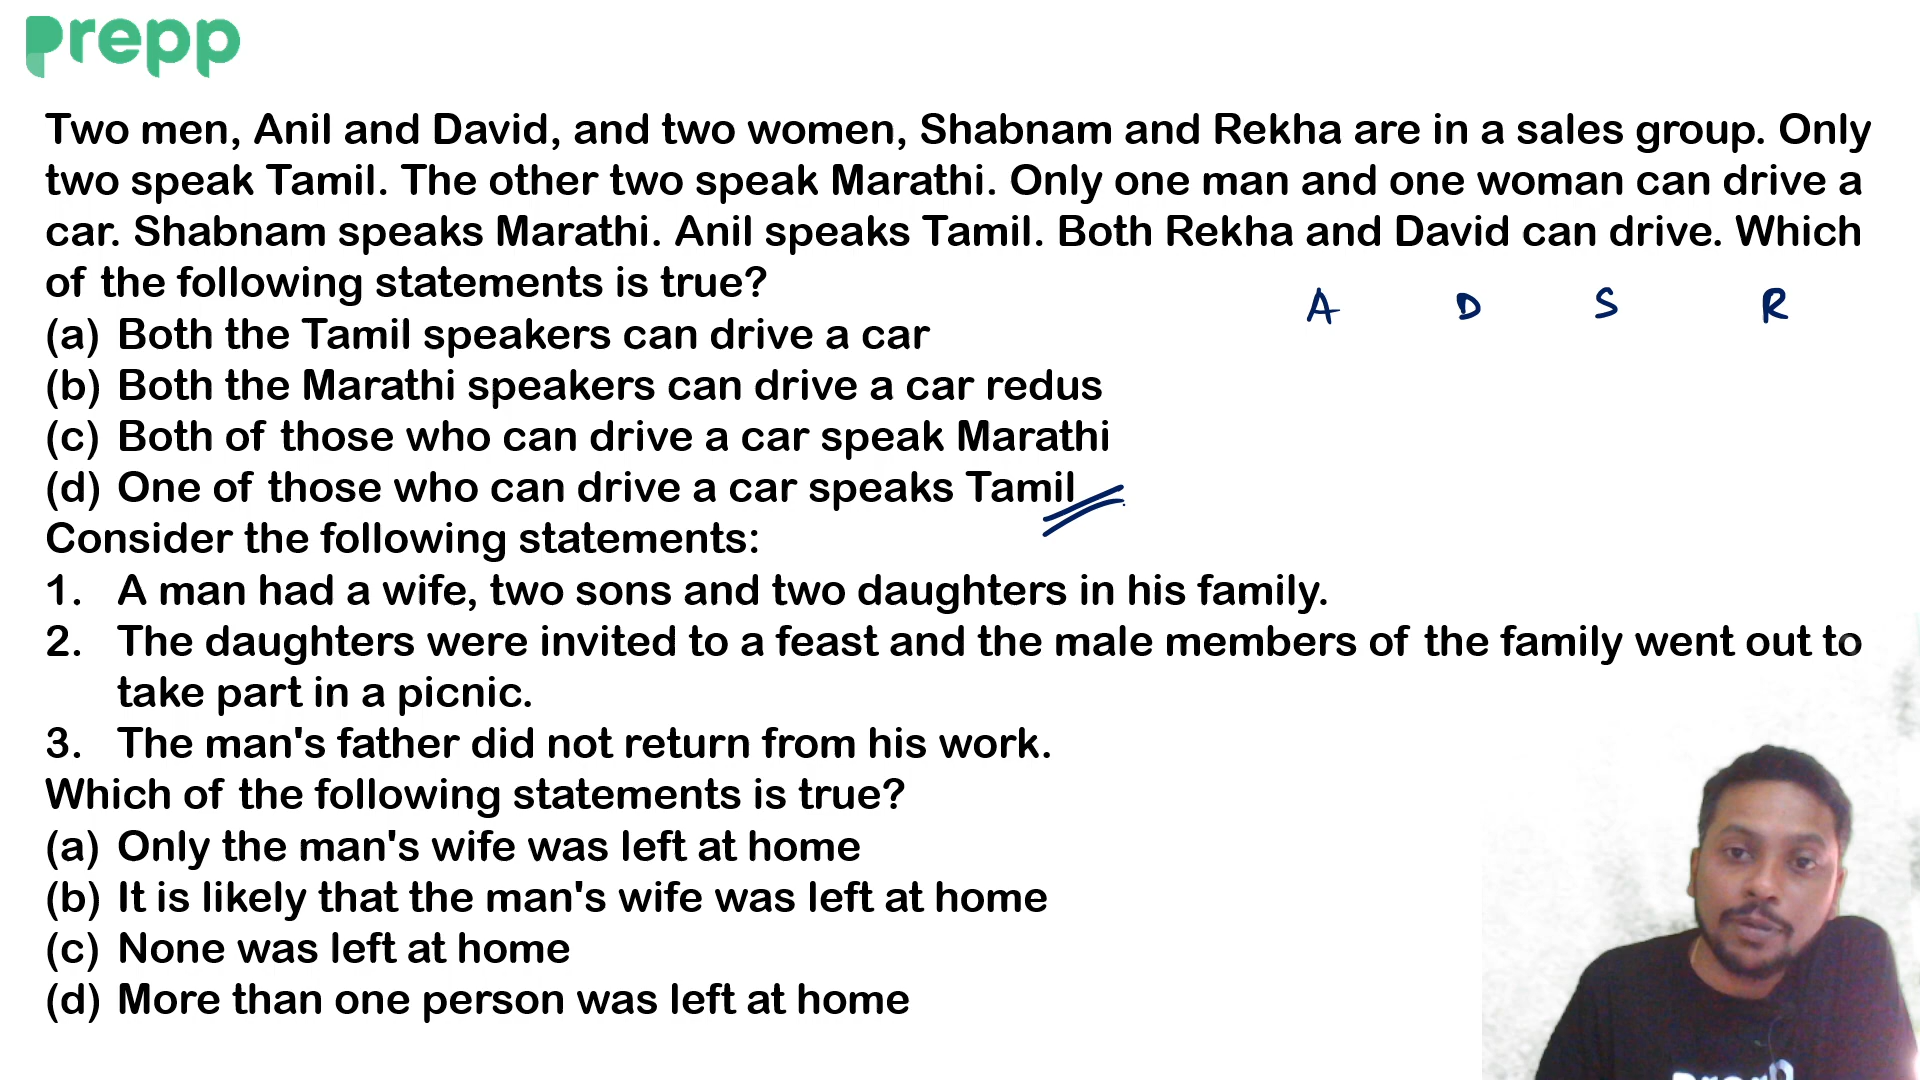 prepp
Two men, Anil and David, and two women, Shabnam and Rekha are in a sales group. Only
two speak Tamil. The other two speak Marathi. Only one man and one woman can drive a
car. Shabnam speaks Marathi. Anil speaks Tamil. Both Rekha and David can drive. Which
of the following statements is true?
A D S R
(a) Both the Tamil speakers can drive a car
(b) Both the Marathi speakers can drive a car redus
(c) Both of those who can drive a car speak Marathi
(d) One of those who can drive a car speaks Tamil
Consider the following statements:
1. A man had a wife, two sons and two daughters in his family.
2. The daughters were invited to a feast and the male members of the family went out to
take part in a picnic.
3. The man's father did not return from his work.
Which of the following statements is true?
(a) Only the man's wife was left at home
(b) It is likely that the man's wife was left at home
(c) None was left at home
(d) More than one person was left at home